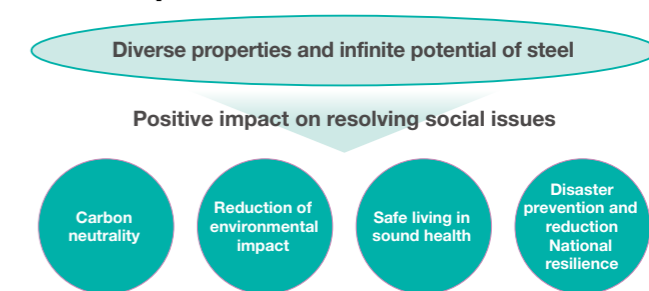 Diverse properties and infinite potential of steel
Positive impact on resolving social issues
Carbon
neutrality
Reduction of
environmental
impact
Safe living in
sound health
Disaster
prevention and
reduction
National
resilience